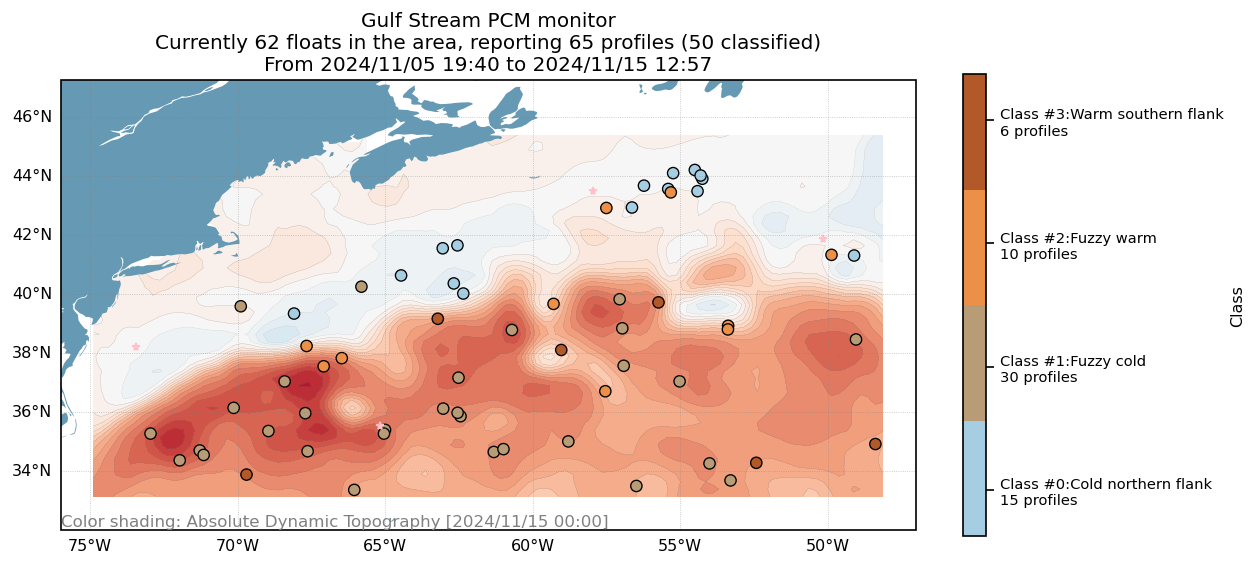 Gulf Stream PCM monitor
Currently 62 floats in the area, reporting 65 profiles (50 classified)
From 2024/11/05 19:40 to 2024/11/15 12:57
46°N
44°N
42°N
40°N
38°N
36°N
34°N
Color shading: Absolute Dynamic Topography [2024/11/15 00:00]
75°W
70°W
65°W
60°W
55°W
50°W
Class #3:Warm southern flank
6 profiles
Class #2:Fuzzy warm
10 profiles
Class #1:Fuzzy cold
30 profiles
Class #0:Cold northern flank
15 profiles
Class